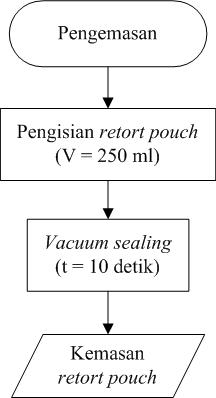 Pengemasan
Pengisian retort pouch
(V = 250 ml)
Vacuum sealing
(t = 10 detik)
Kemasan
retort pouch